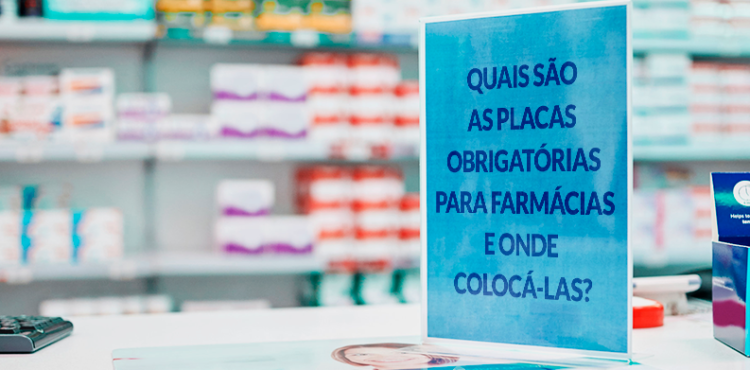 QUAIS SÃO
AS PLACAS
OBRIGATÓRIAS
PARA FARMÁCIAS
E ONDE
COLOCÁ-LAS?